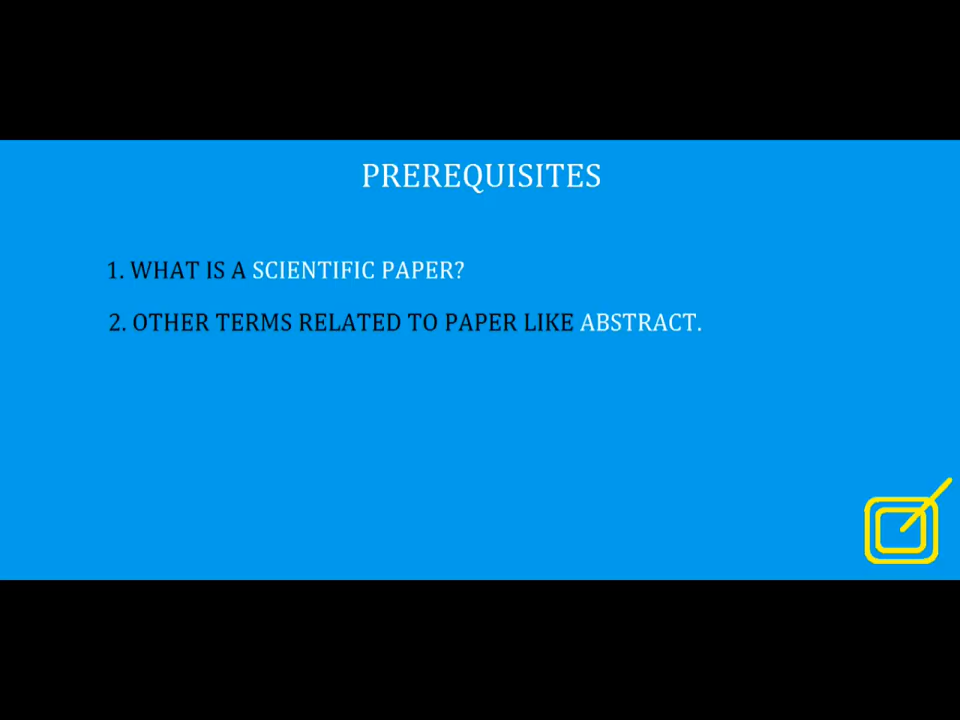 PREREQUISITES
1. WHAT IS A SCIENTIFIC PAPER?
2. OTHER TERMS RELATED TO PAPER LIKE ABSTRACT.